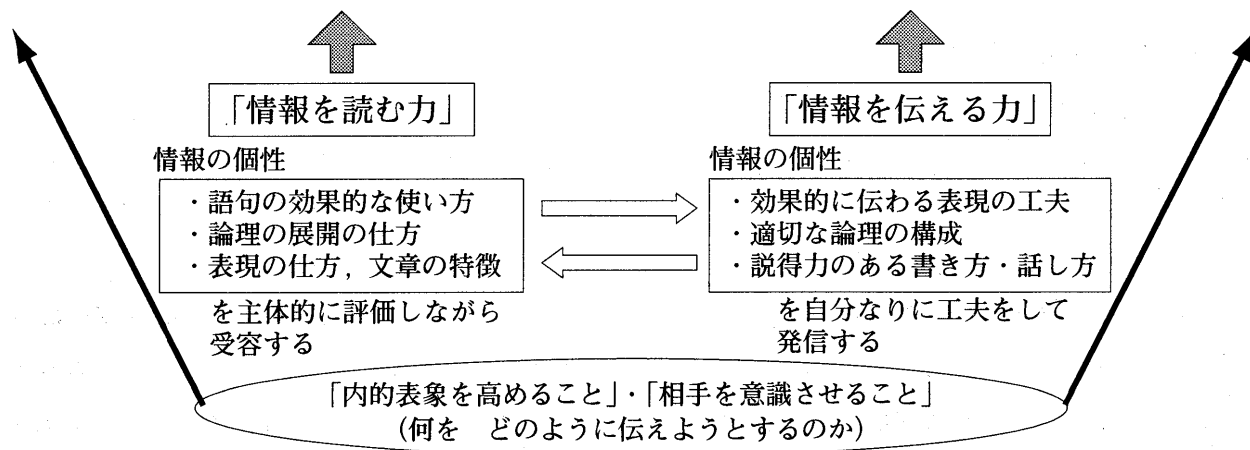 「情報を読む力」
情報の個性
・語句の効果的な使い方
・論理の展開の仕方
・表現の仕方，文章の特徴
を主体的に評価しながら
受容する
「情報を伝える力」
情報の個性
・効果的に伝わる表現の工夫
・適切な論理の構成
・説得力のある書き方・話し方
を自分なりに工夫をして
発信する
「内的表象を高めること」・「相手を意識させること」
(何を　どのように伝えようとするのか)